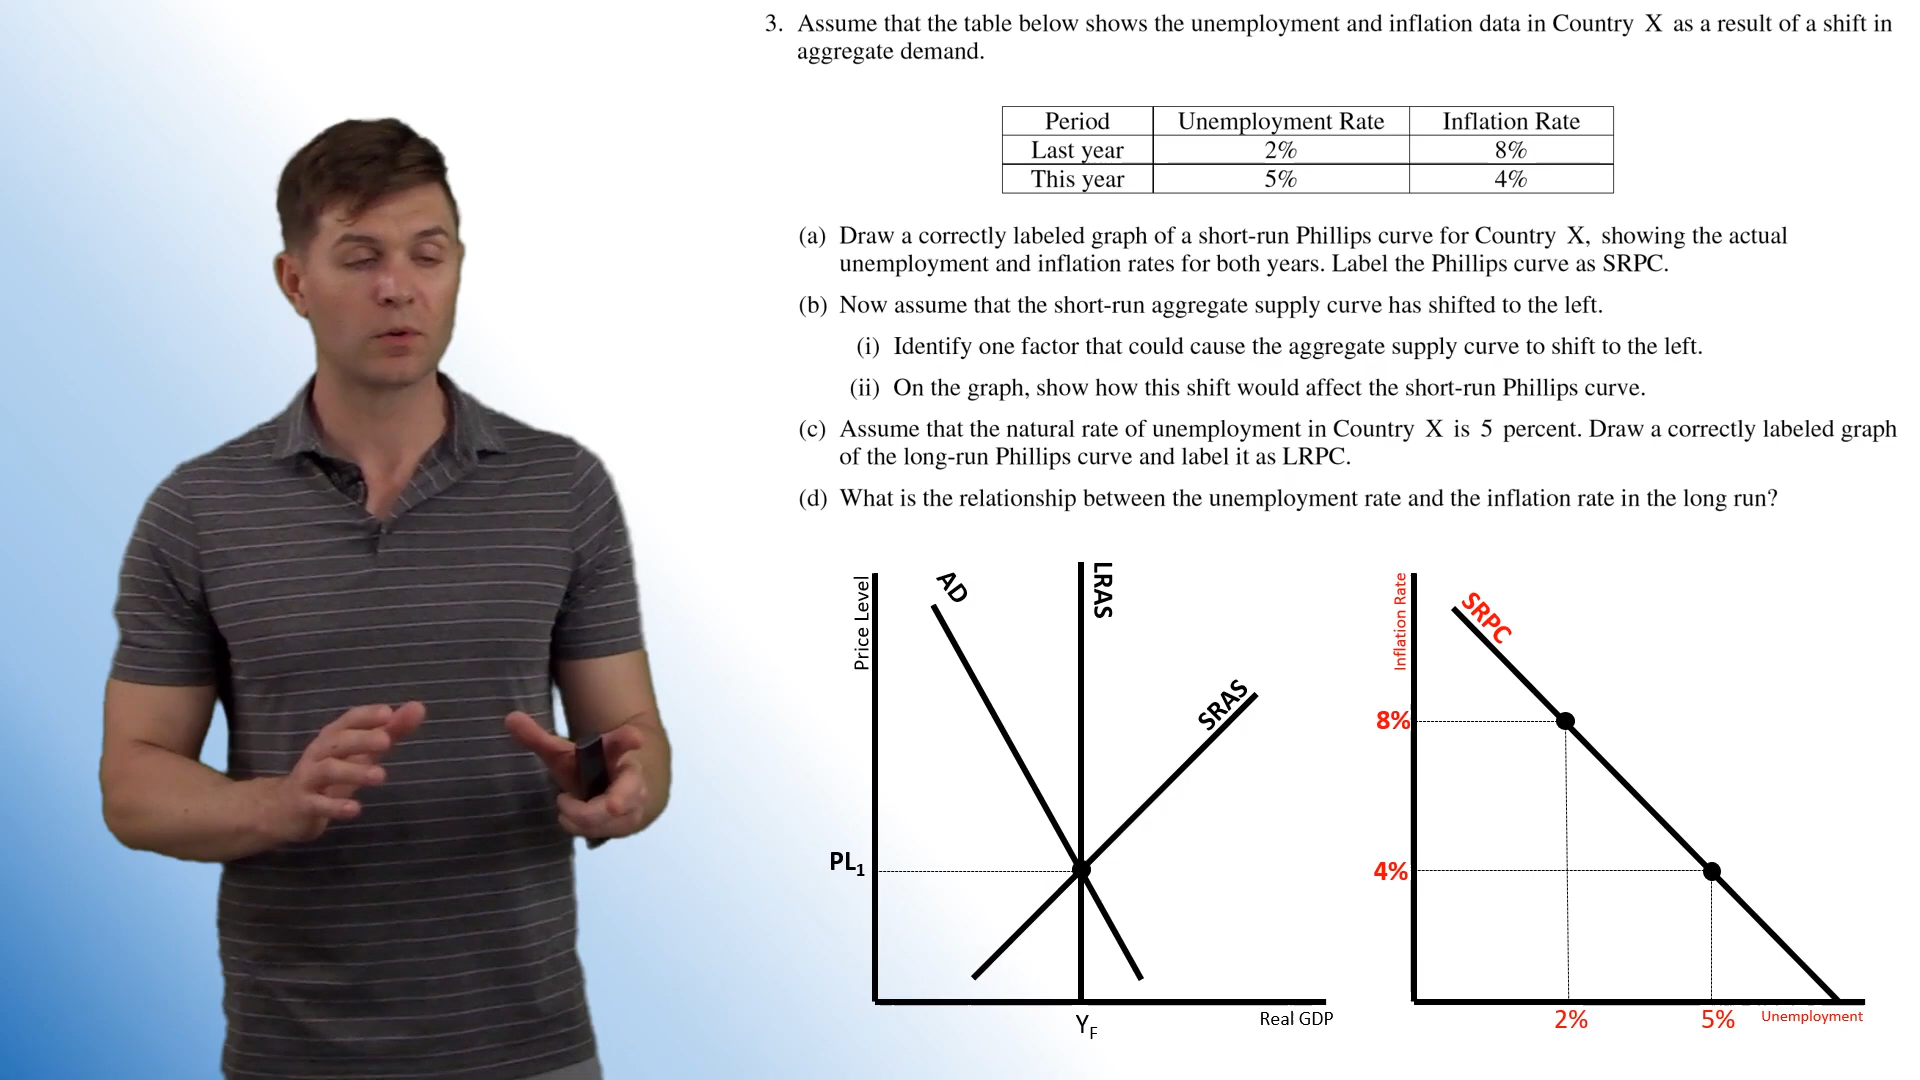 3. Assume that the table below shows the unemployment and inflation data in Country X as a result of a shift in
aggregate demand.
Period Unemployment Rate Inflation Rate
Last year 2% 8%
This year 5% 4%
(a) Draw a correctly labeled graph of a short-run Phillips curve for Country X, showing the actual
unemployment and inflation rates for both years. Label the Phillips curve as SRPC.
(b) Now assume that the short-run aggregate supply curve has shifted to the left.
(i) Identify one factor that could cause the aggregate supply curve to shift to the left.
(ii) On the graph, show how this shift would affect the short-run Phillips curve.
(c) Assume that the natural rate of unemployment in Country X is 5 percent. Draw a correctly labeled graph
of the long-run Phillips curve and label it as LRPC.
(d) What is the relationship between the unemployment rate and the inflation rate in the long run?
Price Level
AD
LRAS
SRAS
PL1
YF
Real GDP
Inflation Rate
SRPC
8%
4%
2%
5%
Unemployment